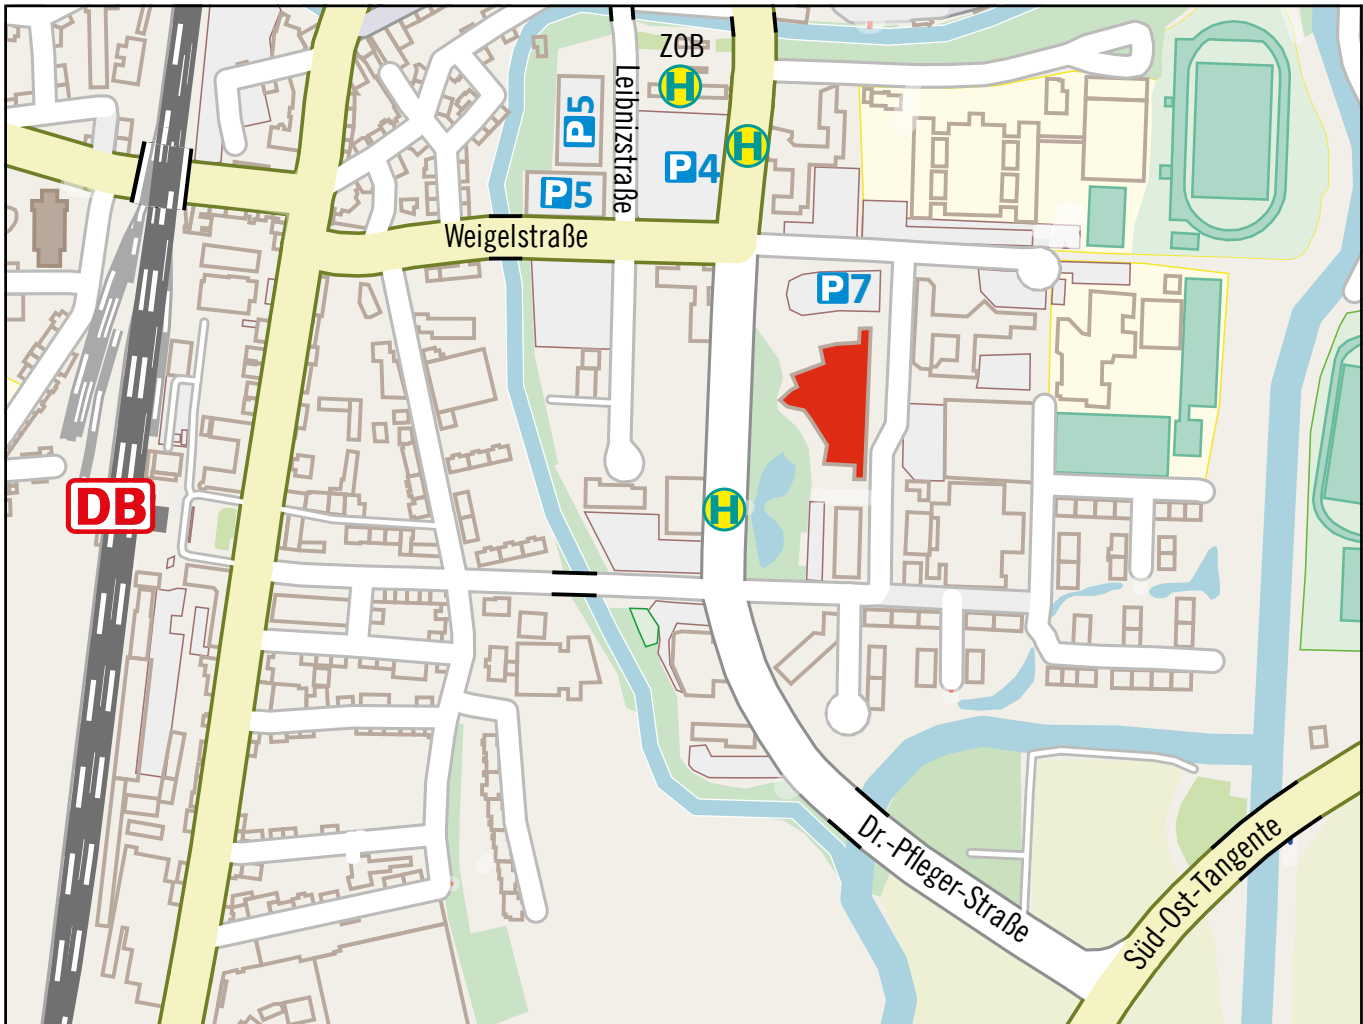 ZOB
H
P5
Leibnizstraße
H
P4
P5
Weigelstraße
P7
DB
H
Dr.-Pfleger-Straße
Süd-Ost-Tangente